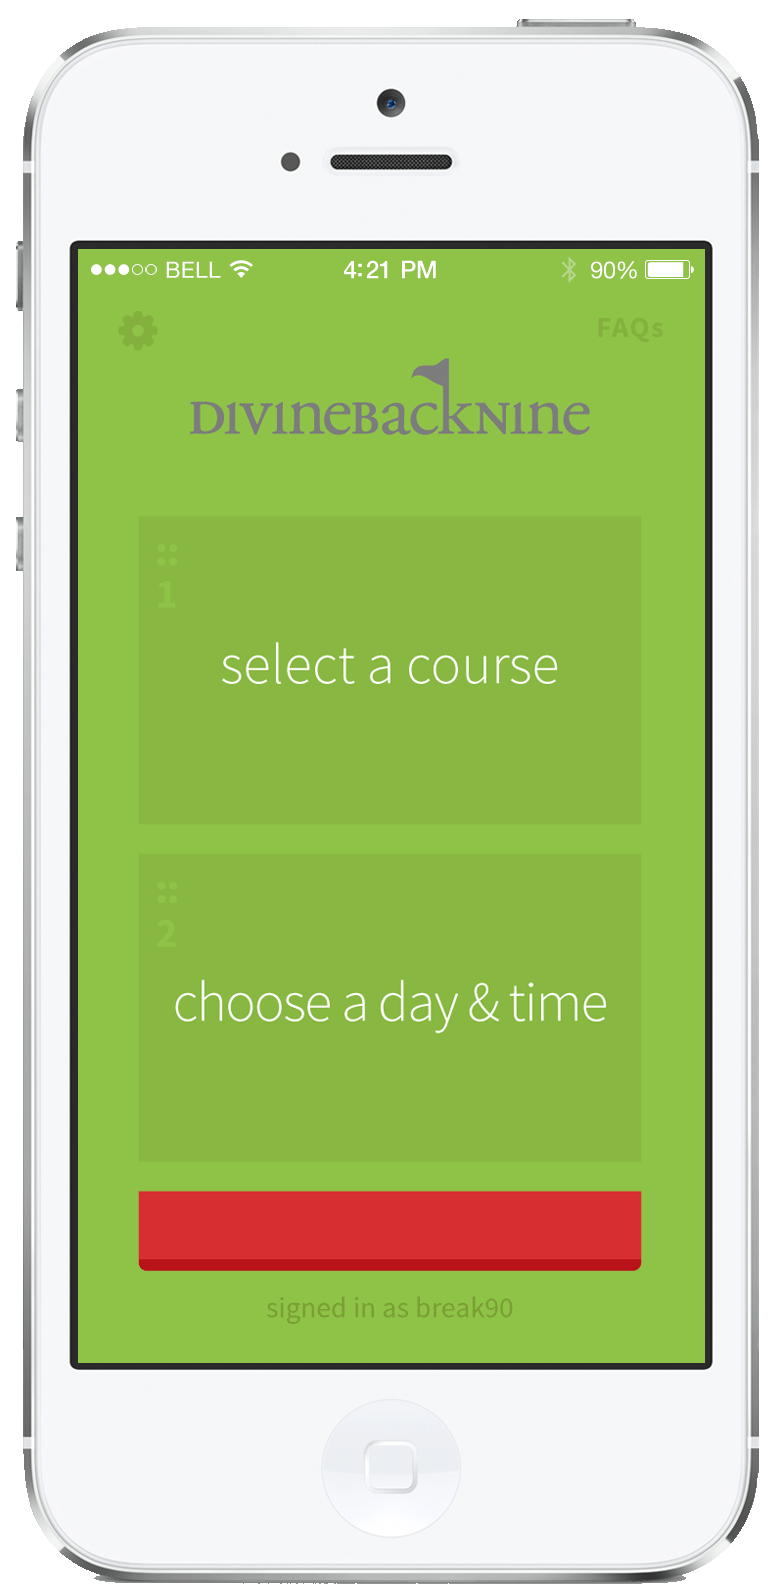 BELL 4:21 PM 90%
FAQs
DIVINEBACKNINE
1
select a course
2
choose a day & time
signed in as break90